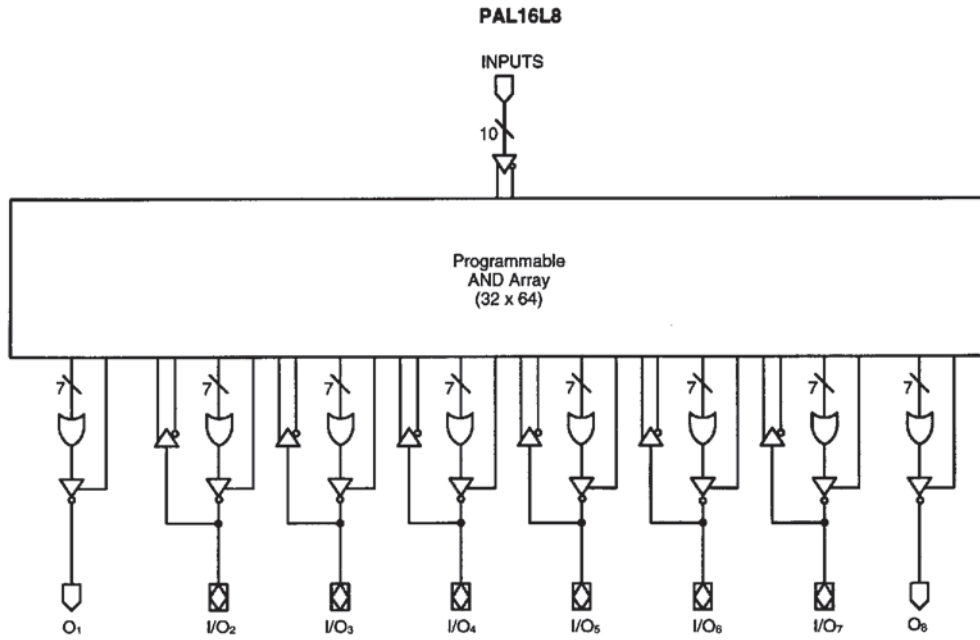 PAL16L8
INPUTS
10
Programmable
AND Array
(32 x 64)
7 7 7 7 7 7 7 7
O₁ I/O₂ I/O₃ I/O₄ I/O₅ I/O₆ I/O₇ O₈